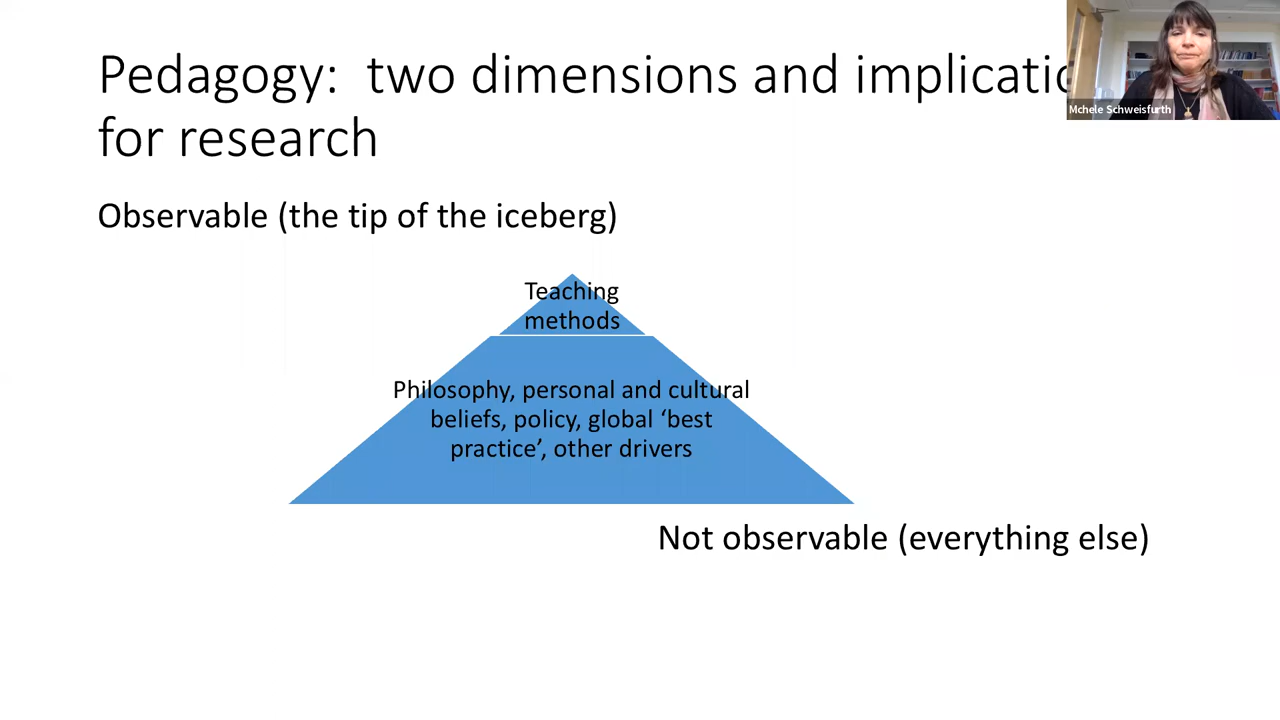 Pedagogy: two dimensions and implicatio
for research
Mchele Schweisfurth
Observable (the tip of the iceberg)
Teaching
methods
Philosophy, personal and cultural
beliefs, policy, global ‘best
practice’, other drivers
Not observable (everything else)